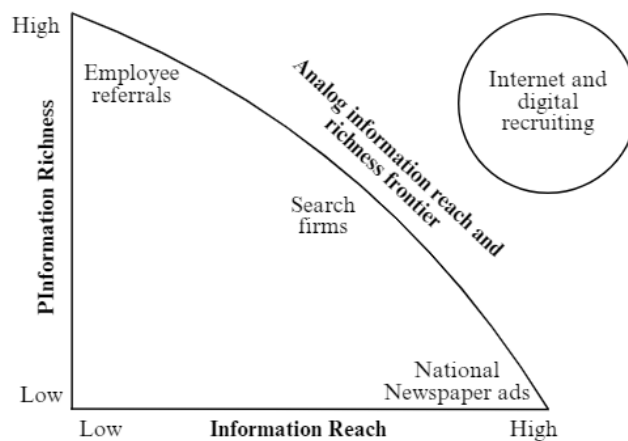 High
Employee
referrals
Analog information reach and
richness frontier
Internet and
digital
recruiting
Search
firms
PInformation Richness
National
Newspaper ads
Low
Low
Information Reach
High